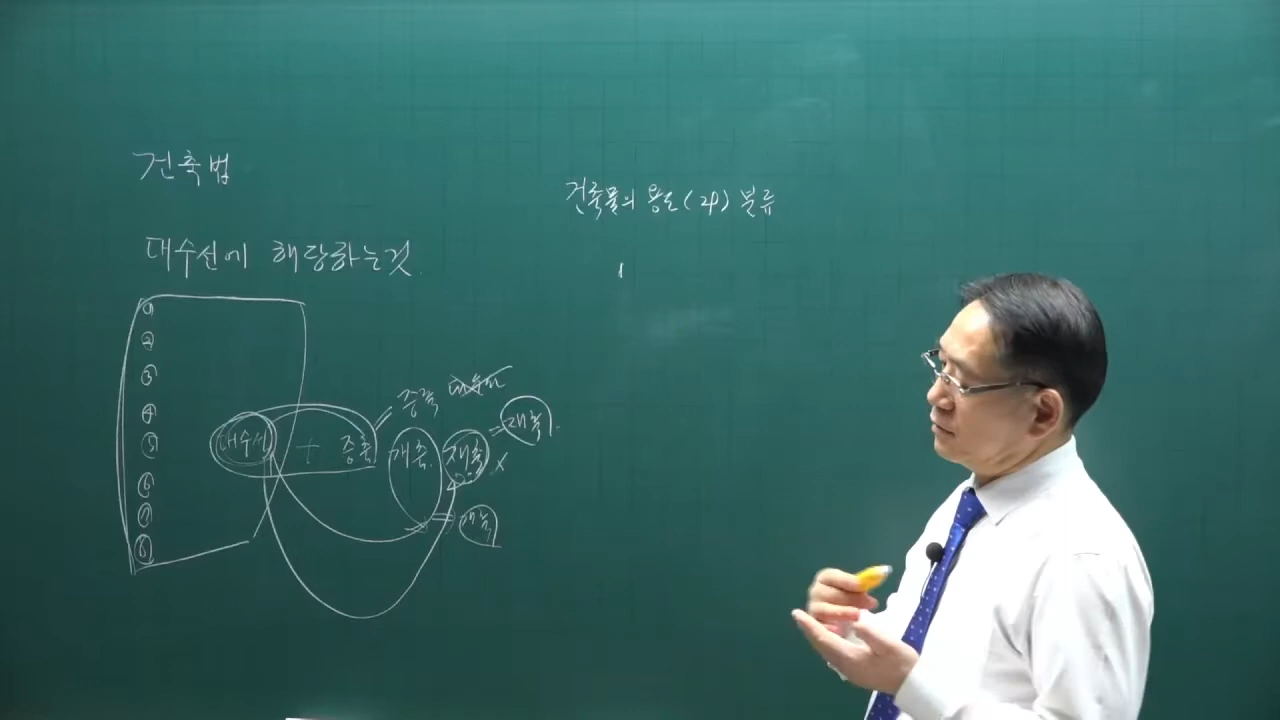 건축법
대수선에 해당하는것.
①
②
③
④
⑤
⑥
⑦
⑧
대수선 + 증축 = 증축
개축 = 개축
재축 = 재축
×
건축물의 용도(2P) 분류
1